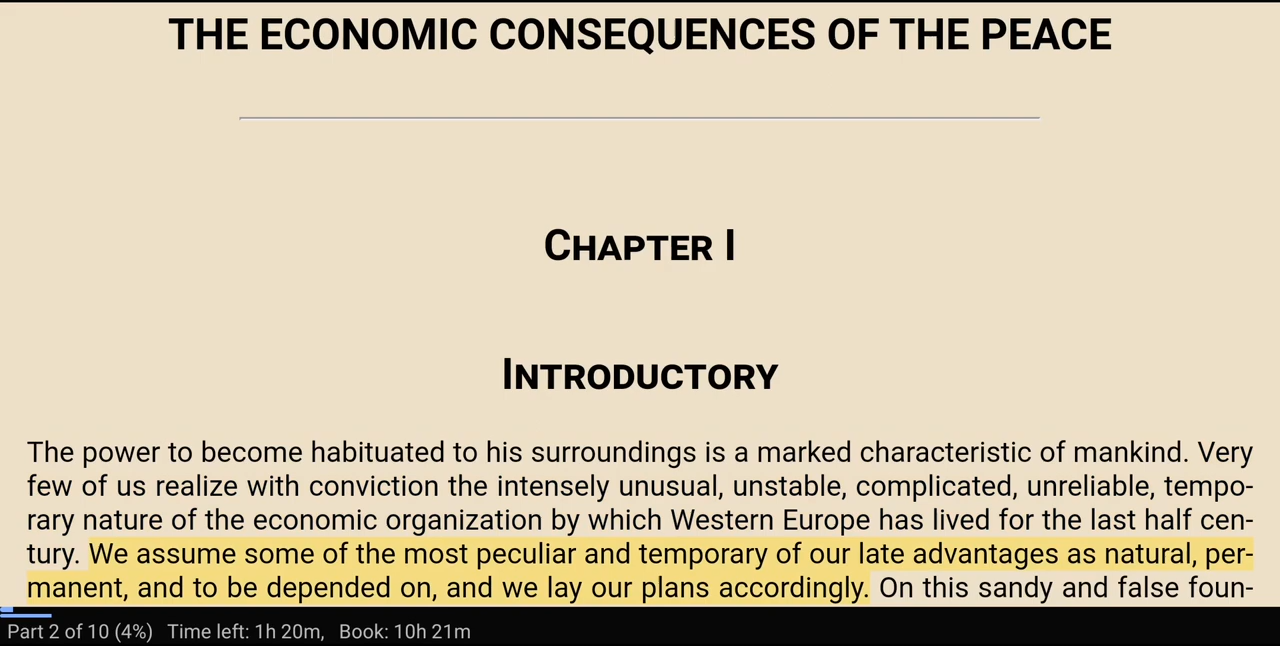 THE ECONOMIC CONSEQUENCES OF THE PEACE
CHAPTER I
INTRODUCTORY
The power to become habituated to his surroundings is a marked characteristic of mankind. Very
few of us realize with conviction the intensely unusual, unstable, complicated, unreliable, tempo-
rary nature of the economic organization by which Western Europe has lived for the last half cen-
tury. We assume some of the most peculiar and temporary of our late advantages as natural, per-
manent, and to be depended on, and we lay our plans accordingly. On this sandy and false foun-
Part 2 of 10 (4%) Time left: 1h 20m, Book: 10h 21m